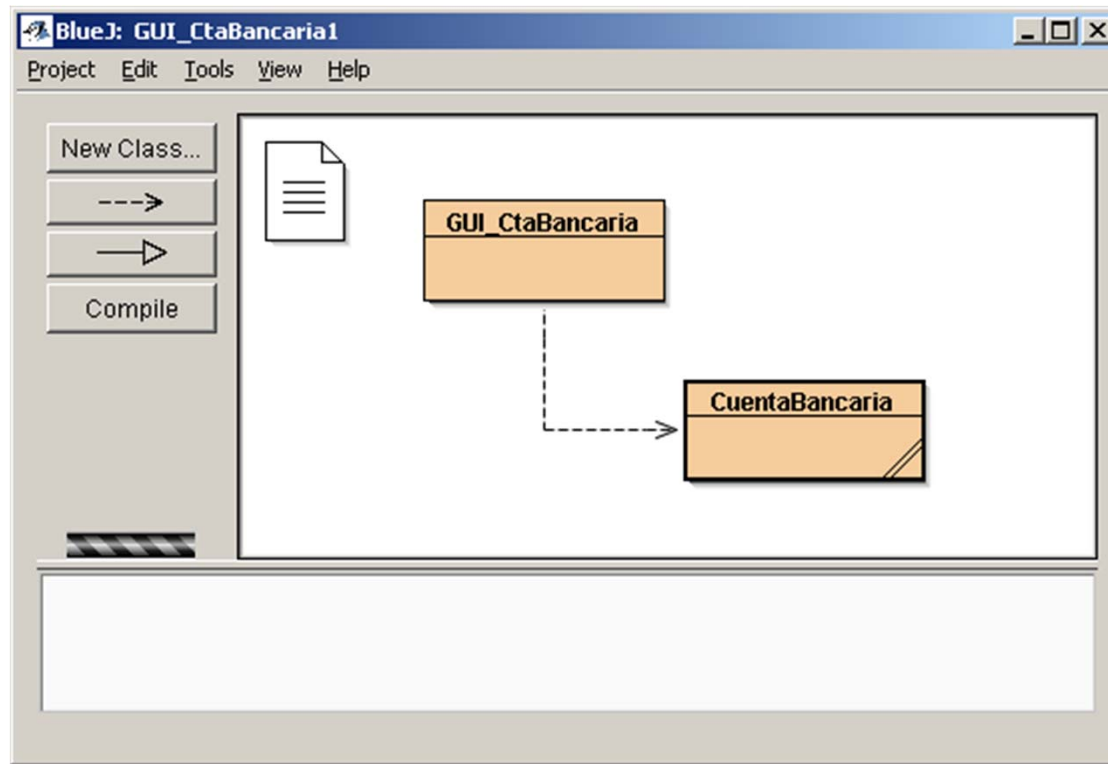 BlueJ: GUI_CtaBancaria1
Project Edit Tools View Help
New Class...
Compile
GUI_CtaBancaria
CuentaBancaria